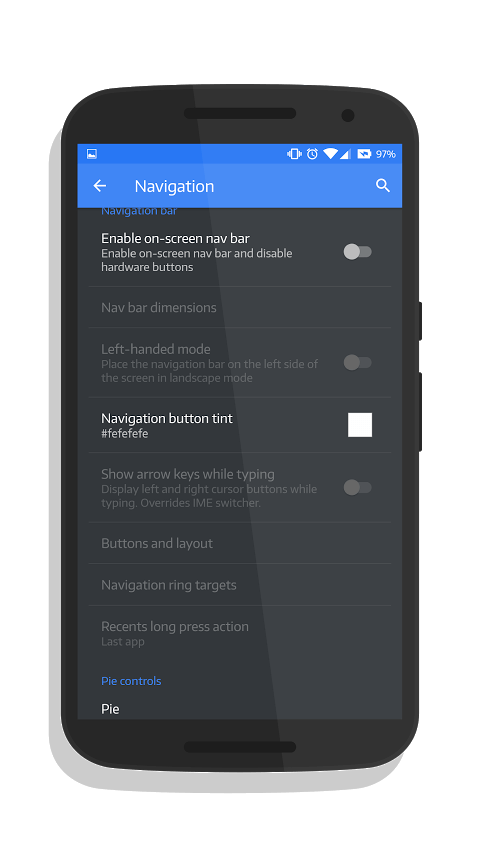 97%
Navigation
Navigation bar
Enable on-screen nav bar
Enable on-screen nav bar and disable
hardware buttons
Nav bar dimensions
Left-handed mode
Place the navigation bar on the left side of
the screen in landscape mode
Navigation button tint
#fefefefe
Show arrow keys while typing
Display left and right cursor buttons while
typing. Overrides IME switcher.
Buttons and layout
Navigation ring targets
Recents long press action
Last app
Pie controls
Pie